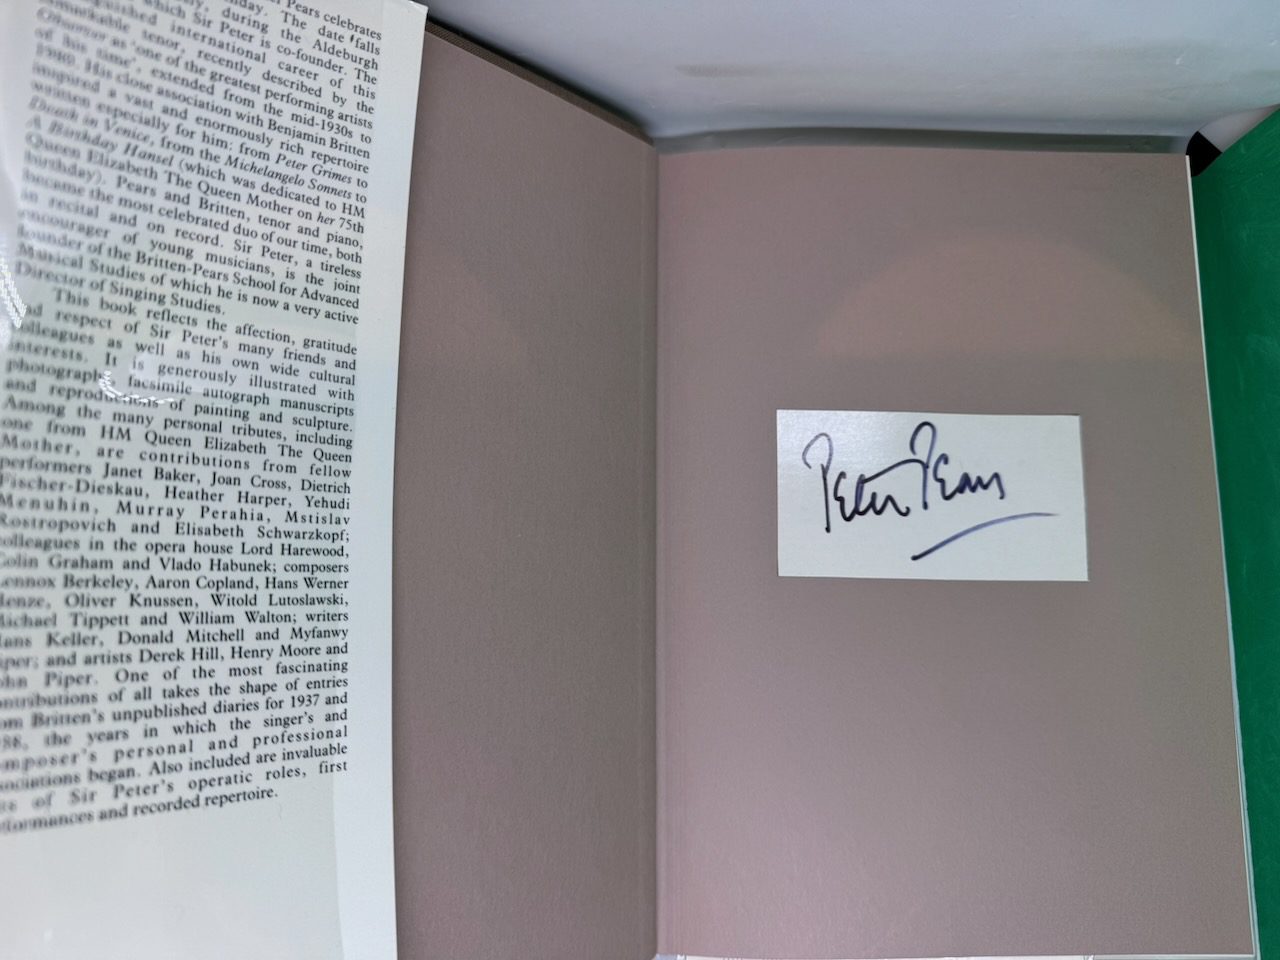 Pears celebrates
day. The date falls
during the Aldeburgh
which Sir Peter is co-founder. The
international career of this
remarkable tenor, recently described by the
Observer as 'one of the greatest performing artists
of his time', extended from the mid-1930s to
1980. His close association with Benjamin Britten
inspired a vast and enormously rich repertoire
written especially for him: from Peter Grimes to
Death in Venice, from the Michelangelo Sonnets to
A Birthday Hansel (which was dedicated to HM
Queen Elizabeth The Queen Mother on her 75th
birthday). Pears and Britten, tenor and piano,
became the most celebrated duo of our time, both
in recital and on record. Sir Peter, a tireless
encourager of young musicians, is the joint
founder of the Britten-Pears School for Advanced
Musical Studies of which he is now a very active
Director of Singing Studies.
This book reflects the affection, gratitude
and respect of Sir Peter's many friends and
colleagues as well as his own wide cultural
interests. It is generously illustrated with
photographs, facsimile autograph manuscripts
and reproductions of painting and sculpture.
Among the many personal tributes, including
one from HM Queen Elizabeth The Queen
Mother, are contributions from fellow
performers Janet Baker, Joan Cross, Dietrich
Fischer-Dieskau, Heather Harper, Yehudi
Menuhin, Murray Perahia, Mstislav
Rostropovich and Elisabeth Schwarzkopf;
colleagues in the opera house Lord Harewood,
Colin Graham and Vlado Habunek; composers
Lennox Berkeley, Aaron Copland, Hans Werner
Henze, Oliver Knussen, Witold Lutoslawski,
Michael Tippett and William Walton; writers
Hans Keller, Donald Mitchell and Myfanwy
Piper; and artists Derek Hill, Henry Moore and
John Piper. One of the most fascinating
contributions of all takes the shape of entries
from Britten's unpublished diaries for 1937 and
the years in which the singer's and
composer's personal and professional
associations began. Also included are invaluable
of Sir Peter's operatic roles, first
performances and recorded repertoire.
Peter Pears